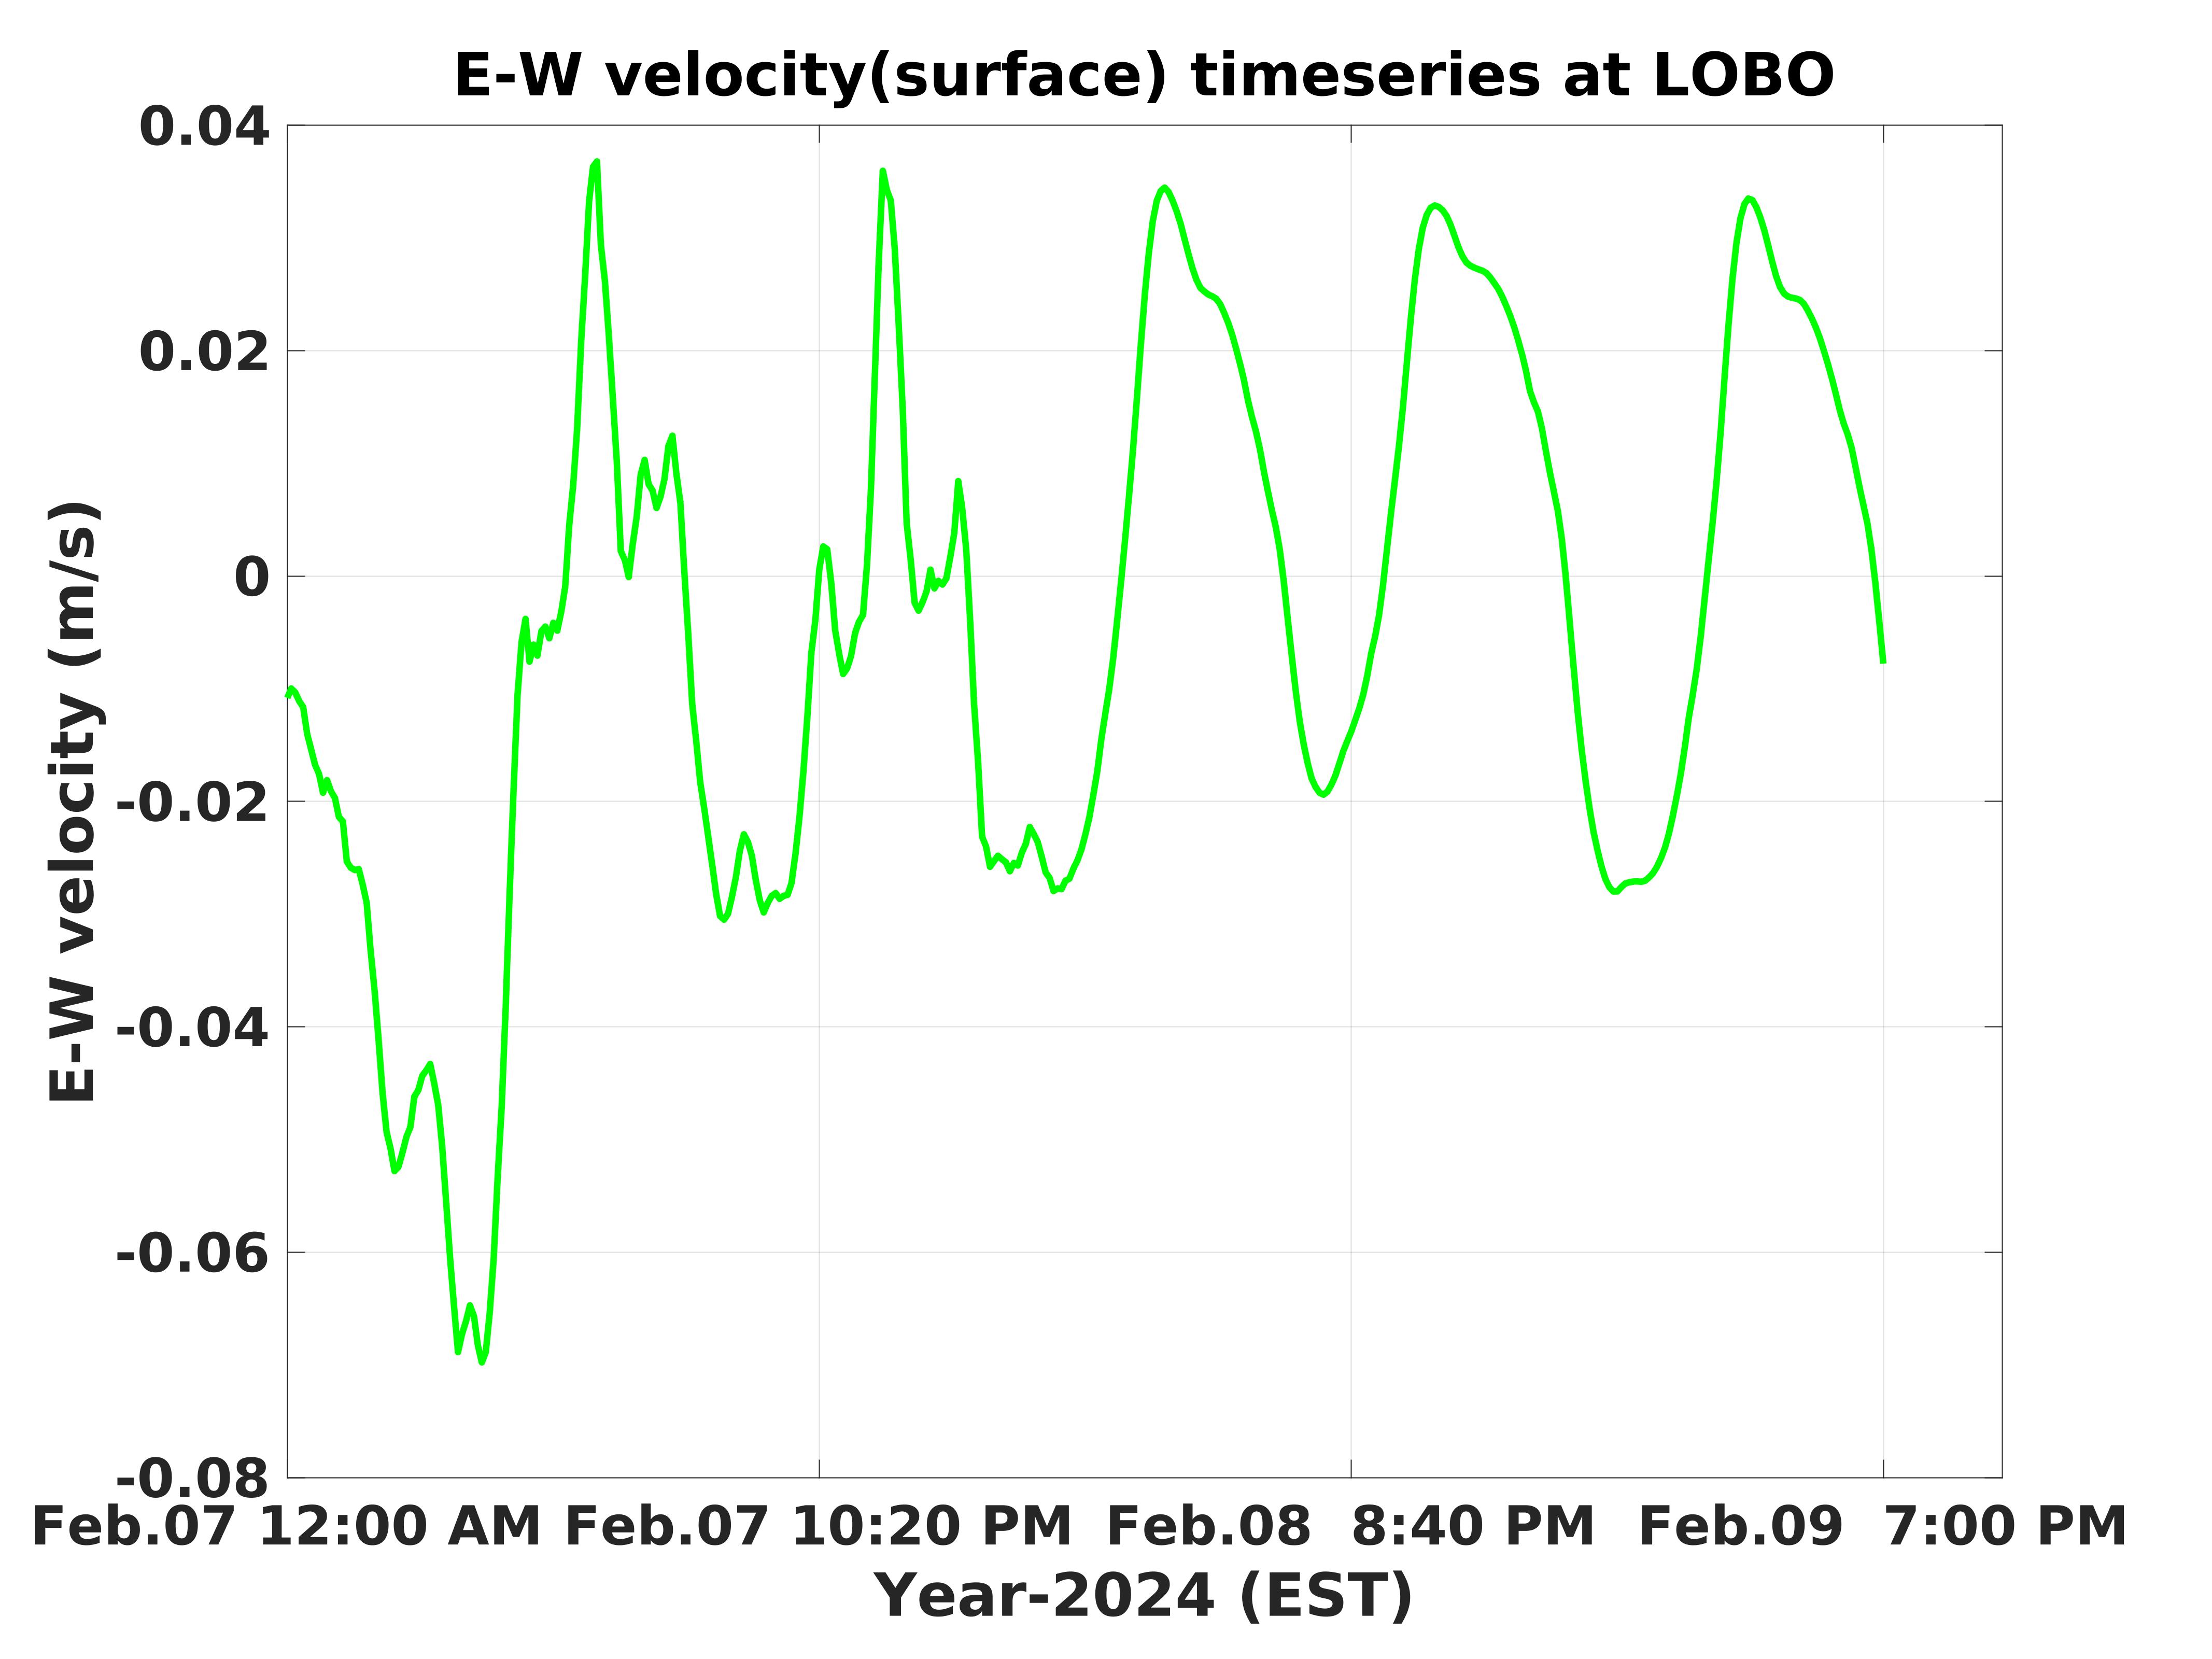 E-W velocity(surface) timeseries at LOBO
E-W velocity (m/s)
0.04
0.02
0
-0.02
-0.04
-0.06
-0.08
Feb.07 12:00 AM Feb.07 10:20 PM Feb.08 8:40 PM Feb.09 7:00 PM
Year-2024 (EST)